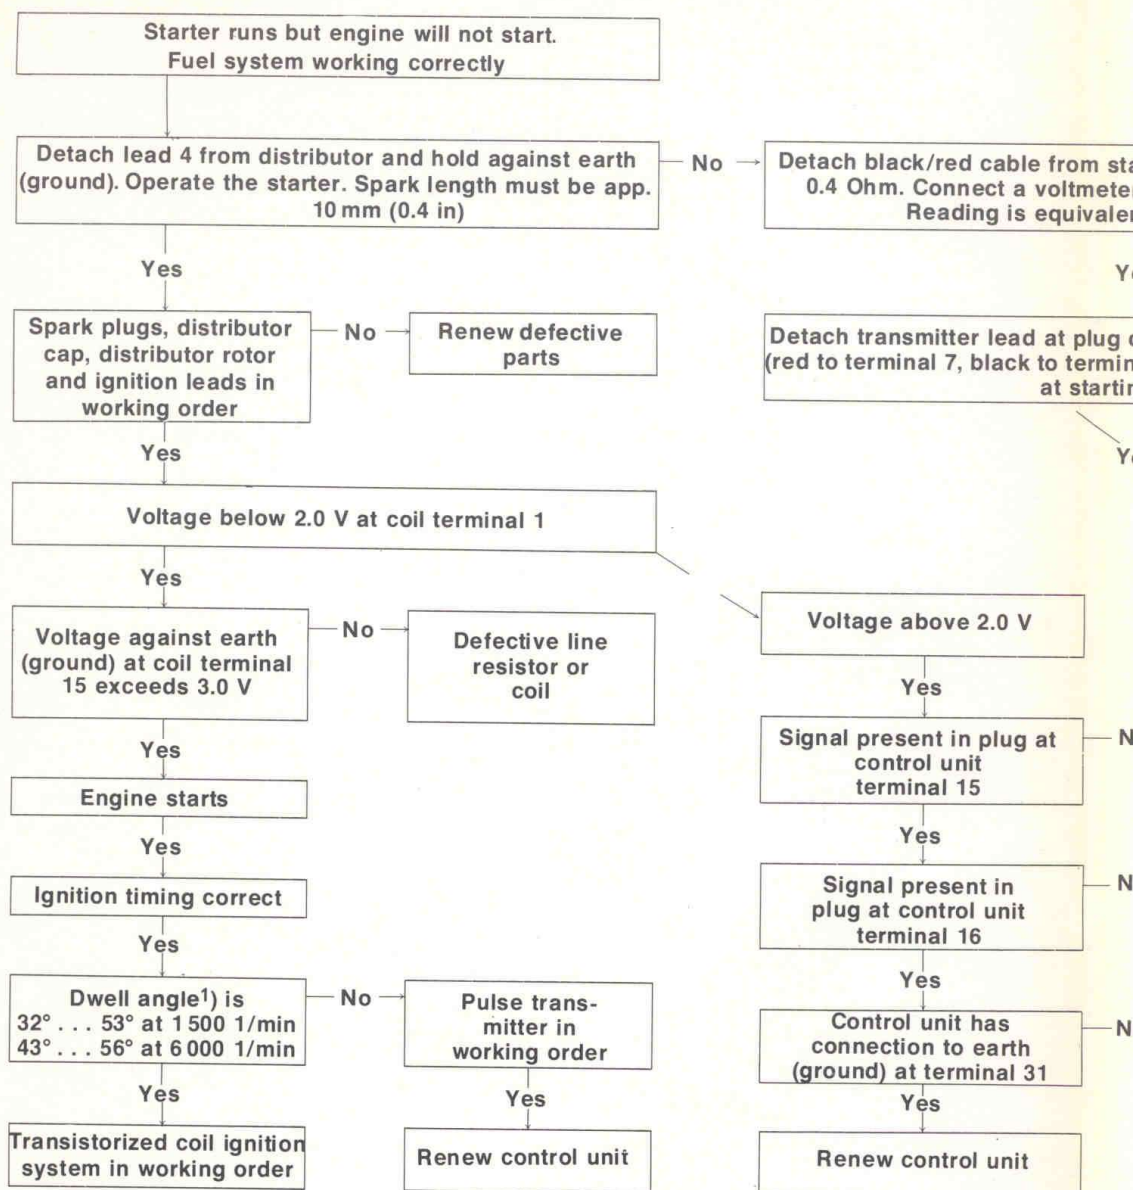 Starter runs but engine will not start.
Fuel system working correctly
Detach lead 4 from distributor and hold against earth
(ground). Operate the starter. Spark length must be app.
10 mm (0.4 in)
No
Detach black/red cable from
0.4 Ohm. Connect a voltmeter
Reading is
Yes
Spark plugs, distributor
cap, distributor rotor
and ignition leads in
working order
No
Renew defective
parts
Detach transmitter lead at plug
(red to terminal 7, black to
at
Yes
Voltage below 2.0 V at coil terminal 1
Yes
Voltage against earth
(ground) at coil terminal
15 exceeds 3.0 V
No
Defective line
resistor or
coil
Yes
Engine starts
Yes
Ignition timing correct
Yes
Dwell angle¹) is
32° . . . 53° at 1 500 1/min
43° . . . 56° at 6 000 1/min
No
Pulse trans-
mitter in
working order
Yes
Transistorized coil ignition
system in working order
Yes
Renew control unit
Voltage above 2.0 V
Yes
Signal present in plug at
control unit
terminal 15
Yes
Signal present in
plug at control unit
terminal 16
Yes
Control unit has
connection to earth
(ground) at terminal 31
Yes
Renew control unit